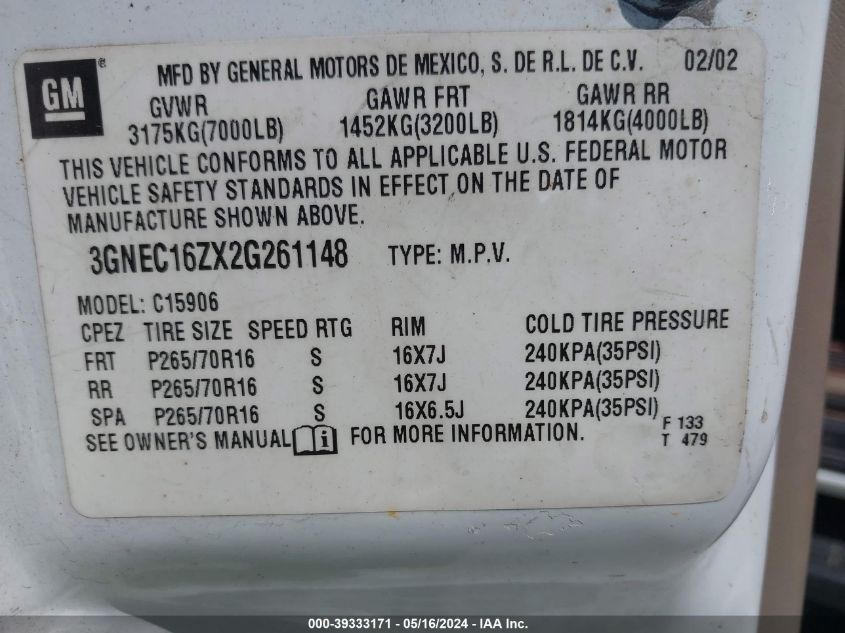 GM ®
MFD BY GENERAL MOTORS DE MEXICO, S. DE R.L. DE C.V. 02/02
GVWR GAWR FRT GAWR RR
3175KG(7000LB) 1452KG(3200LB) 1814KG(4000LB)
THIS VEHICLE CONFORMS TO ALL APPLICABLE U.S. FEDERAL MOTOR
VEHICLE SAFETY STANDARDS IN EFFECT ON THE DATE OF
MANUFACTURE SHOWN ABOVE.
3GNEC16ZX2G261148 TYPE: M.P.V.
MODEL: C15906
CPEZ TIRE SIZE SPEED RTG RIM COLD TIRE PRESSURE
FRT P265/70R16 S 16X7J 240KPA(35PSI)
RR P265/70R16 S 16X7J 240KPA(35PSI)
SPA P265/70R16 S 16X6.5J 240KPA(35PSI)
SEE OWNER'S MANUAL i FOR MORE INFORMATION.
F 133
T 479
000-39333171 - 05/16/2024 - IAA Inc.